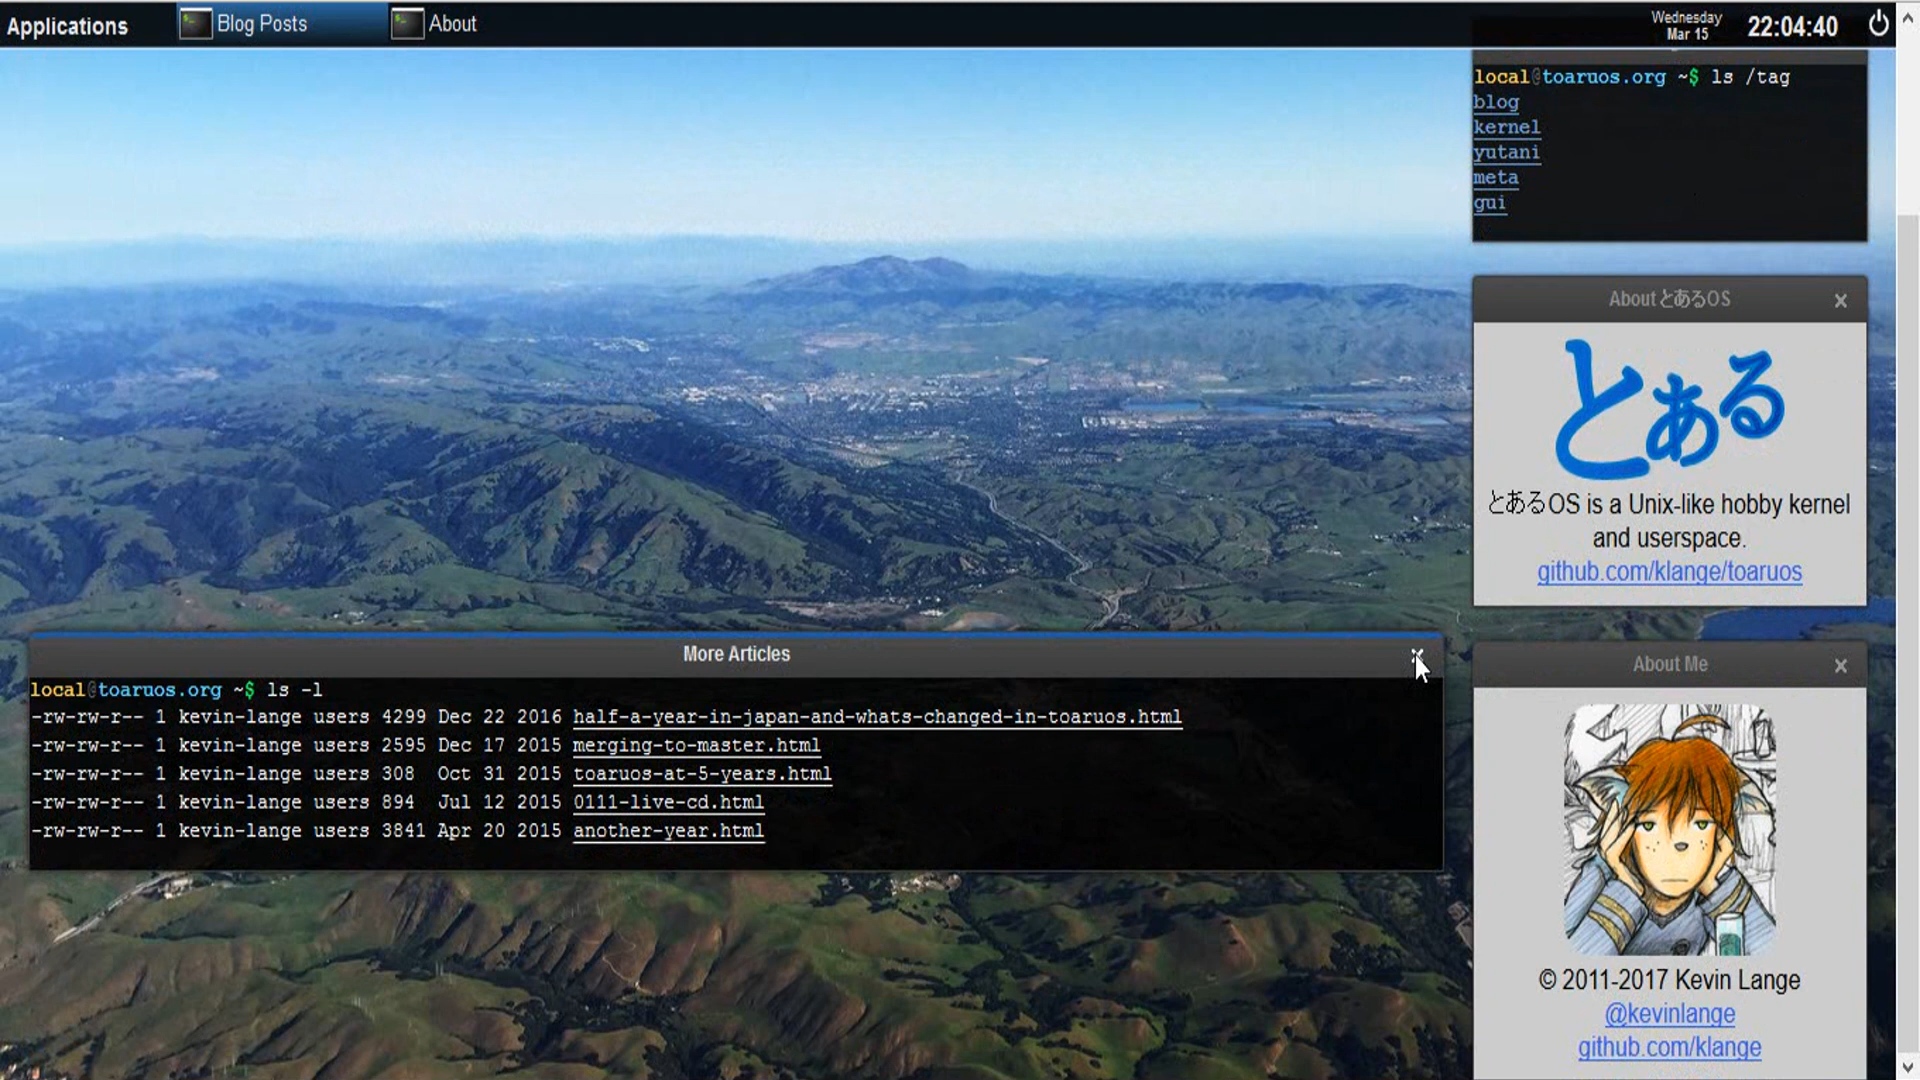 Applications
Blog Posts
About
Wednesday
Mar 15
22:04:40
local@toaruos.org ~$ ls /tag
blog
kernel
yutani
meta
gui
About とあるOS
とある
とあるOS is a Unix-like hobby kernel
and userspace.
github.com/klange/toaruos
More Articles
local@toaruos.org ~$ ls -l
-rw-rw-r-- 1 kevin-lange users 4299 Dec 22 2016 half-a-year-in-japan-and-whats-changed-in-toaruos.html
-rw-rw-r-- 1 kevin-lange users 2595 Dec 17 2015 merging-to-master.html
-rw-rw-r-- 1 kevin-lange users 308 Oct 31 2015 toaruos-at-5-years.html
-rw-rw-r-- 1 kevin-lange users 894 Jul 12 2015 0111-live-cd.html
-rw-rw-r-- 1 kevin-lange users 3841 Apr 20 2015 another-year.html
About Me
© 2011-2017 Kevin Lange
@kevinlange
github.com/klange